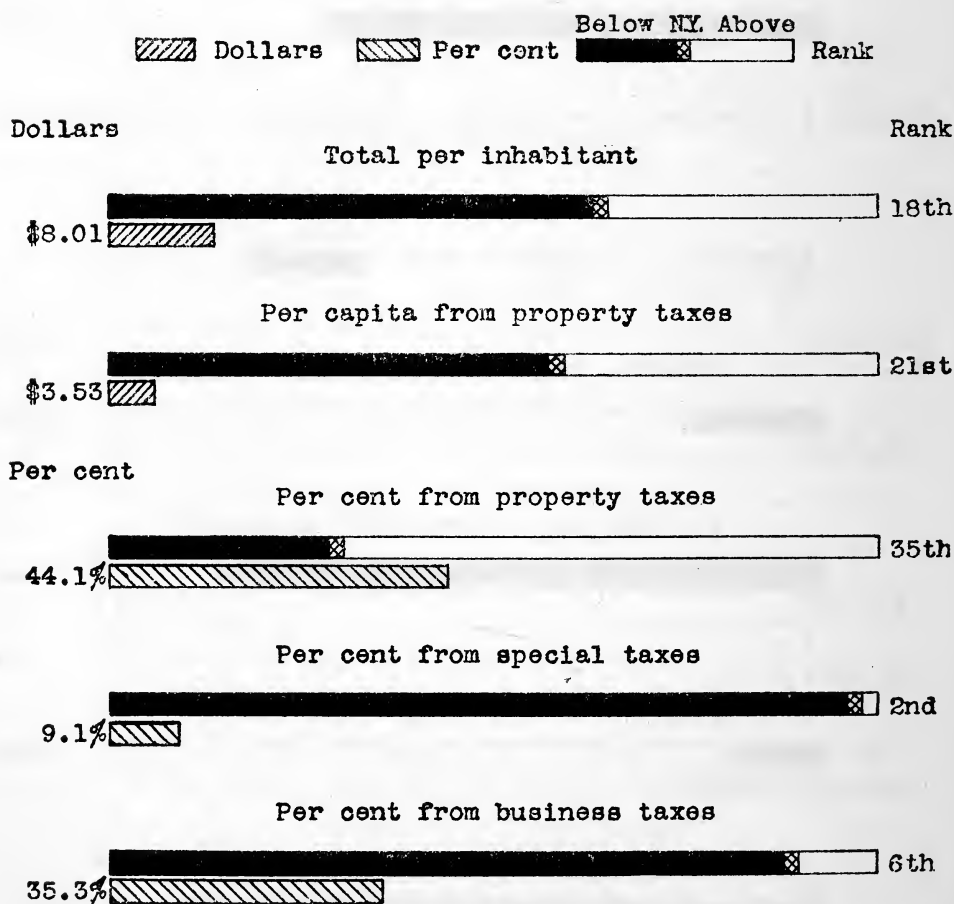 Below N.Y. Above
Dollars Per cent Rank
Dollars Rank
Total per inhabitant
18th
$8.01
Per capita from property taxes
21st
$3.53
Per cent
Per cent from property taxes
35th
44.1%
Per cent from special taxes
2nd
9.1%
Per cent from business taxes
6th
35.3%